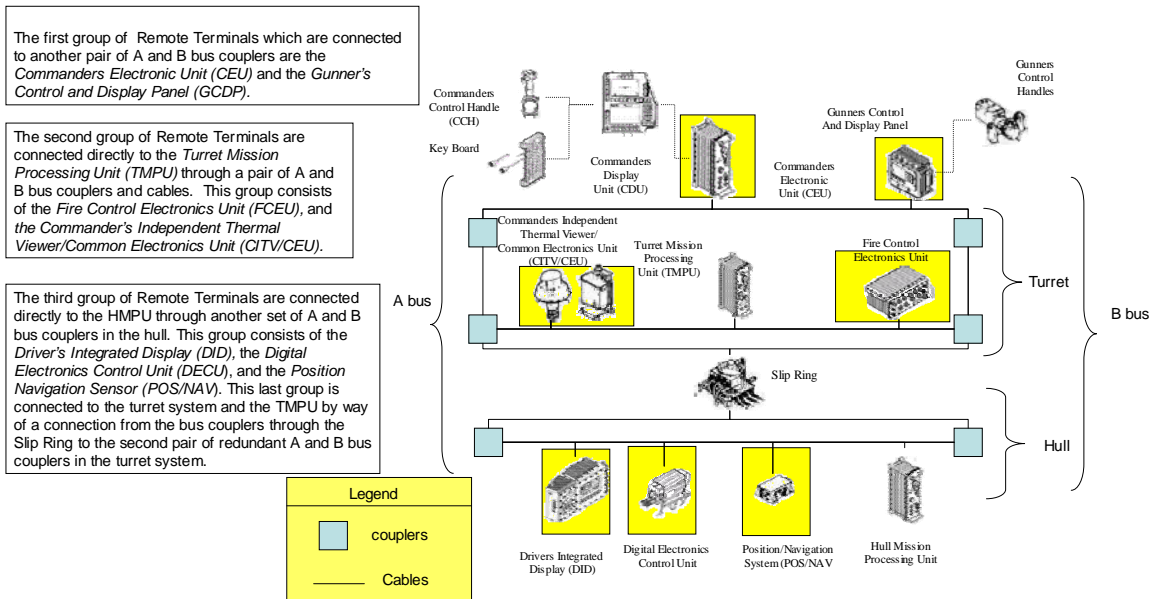 The first group of Remote Terminals which are connected
to another pair of A and B bus couplers are the
Commanders Electronic Unit (CEU) and the Gunner's
Control and Display Panel (GCDP).
The second group of Remote Terminals are
connected directly to the Turret Mission
Processing Unit (TMPU) through a pair of A and
B bus couplers and cables. This group consists
of the Fire Control Electronics Unit (FCEU), and
the Commander's Independent Thermal
Viewer/Common Electronics Unit (CITV/CEU).
The third group of Remote Terminals are connected
directly to the HMPU through another set of A and B
bus couplers in the hull. This group consists of the
Driver's Integrated Display (DID), the Digital
Electronics Control Unit (DECU), and the Position
Navigation Sensor (POS/NAV). This last group is
connected to the turret system and the TMPU by way
of a connection from the bus couplers through the
Slip Ring to the second pair of redundant A and B bus
couplers in the turret system.
Legend
couplers
Cables
Commanders
Control Handle
(CCH)
Key Board
Commanders
Display
Unit (CDU)
Commanders
Electronic
Unit (CEU)
Gunners Control
And Display Panel
Gunners
Control
Handles
Commanders Independent
Thermal Viewer/
Common Electronics Unit
(CITV/CEU)
Turret Mission
Processing
Unit (TMPU)
Fire Control
Electronics Unit
A bus
Turret
B bus
Slip Ring
Hull
Drivers Integrated
Display (DID)
Digital Electronics
Control Unit
Position/Navigation
System (POS/NAV
Hull Mission
Processing Unit